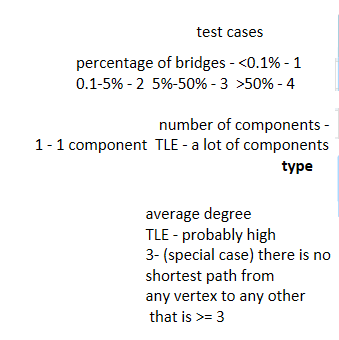 test cases
percentage of bridges - <0.1% - 1
0.1-5% - 2  5%-50% - 3  >50% - 4
number of components -
1 - 1 component  TLE - a lot of components
type
average degree
TLE - probably high
3- (special case) there is no
shortest path from
any vertex to any other
that is >= 3